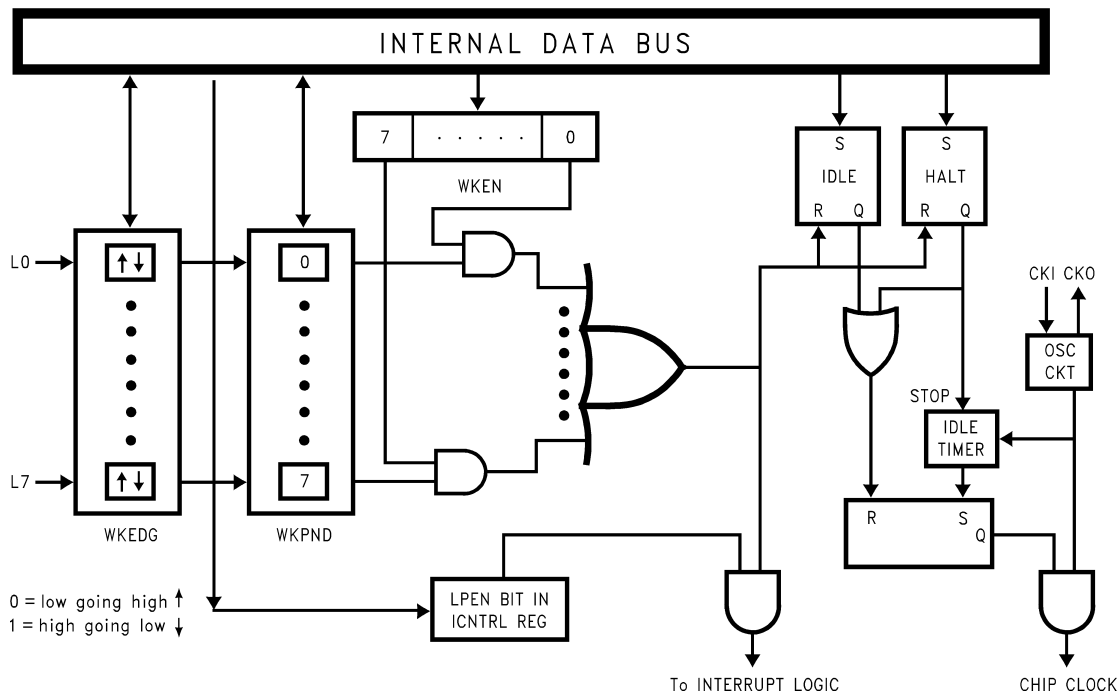 INTERNAL DATA BUS
7 · · · · · 0
WKEN
S
IDLE
R Q
S
HALT
R Q
L0
↑↓
0
CKI CKO
OSC
CKT
STOP
IDLE
TIMER
L7
↑↓
7
WKEDG
WKPND
R S
Q
0 = low going high ↑
1 = high going low ↓
LPEN BIT IN
ICNTRL REG
To INTERRUPT LOGIC
CHIP CLOCK